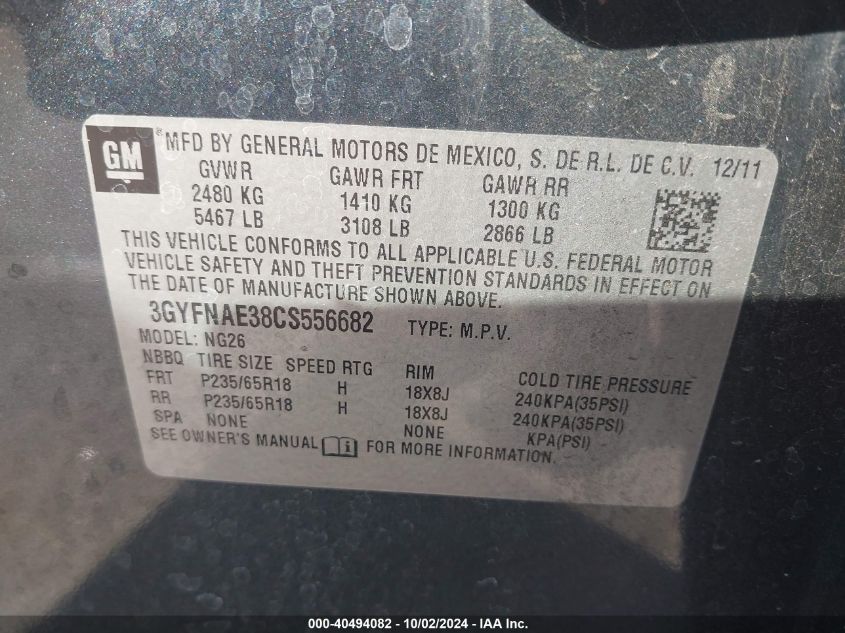 GM
® MFD BY GENERAL MOTORS DE MEXICO, S. DE R.L. DE C.V. 12/11
GVWR GAWR FRT GAWR RR
2480 KG 1410 KG 1300 KG
5467 LB 3108 LB 2866 LB
THIS VEHICLE CONFORMS TO ALL APPLICABLE U.S. FEDERAL MOTOR
VEHICLE SAFETY AND THEFT PREVENTION STANDARDS IN EFFECT ON
THE DATE OF MANUFACTURE SHOWN ABOVE.
3GYFNAE38CS556682 TYPE: M.P.V.
MODEL: NG26
NBBQ TIRE SIZE SPEED RTG RIM COLD TIRE PRESSURE
FRT P235/65R18 H 18X8J 240KPA(35PSI)
RR P235/65R18 H 18X8J 240KPA(35PSI)
SPA NONE NONE KPA(PSI)
SEE OWNER'S MANUAL i FOR MORE INFORMATION.
000-40494082 - 10/02/2024 - IAA Inc.